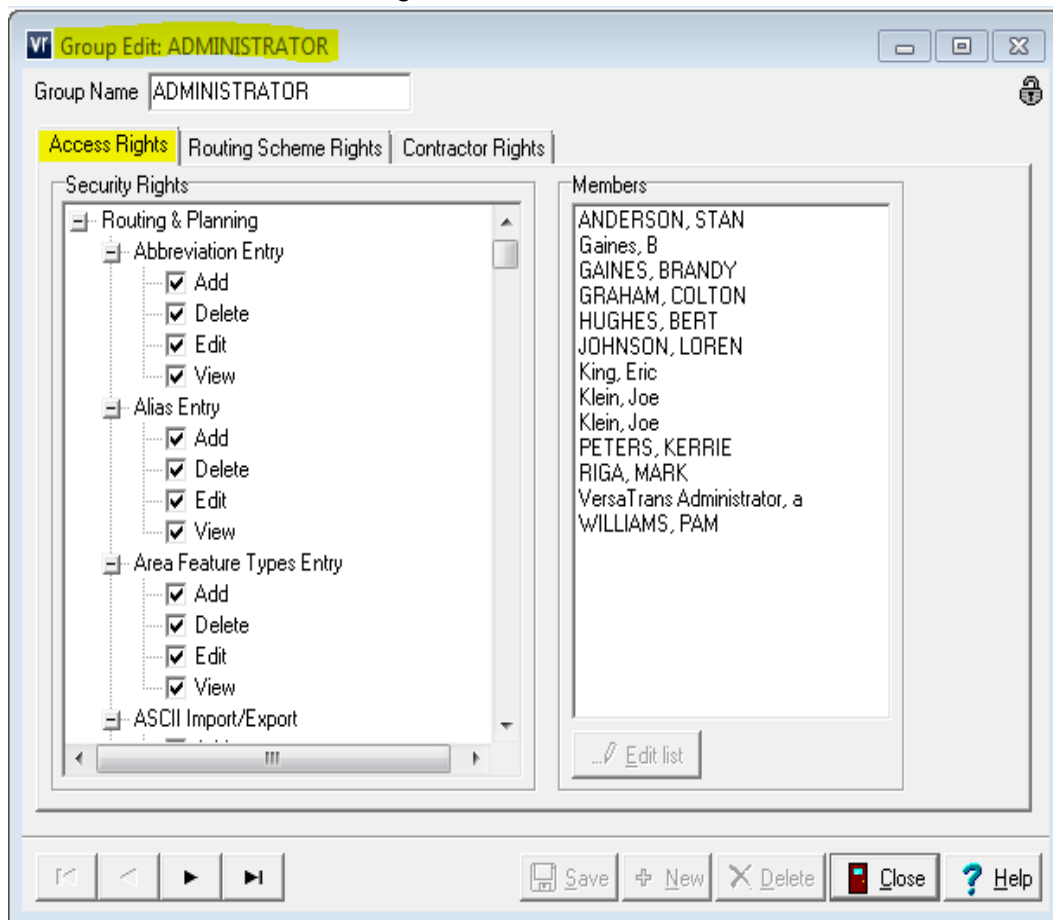 Vr Group Edit: ADMINISTRATOR
Group Name ADMINISTRATOR
Access Rights Routing Scheme Rights Contractor Rights
Security Rights
Routing & Planning
Abbreviation Entry
Add
Delete
Edit
View
Alias Entry
Add
Delete
Edit
View
Area Feature Types Entry
Add
Delete
Edit
View
ASCII Import/Export
Members
ANDERSON, STAN
Gaines, B
GAINES, BRANDY
GRAHAM, COLTON
HUGHES, BERT
JOHNSON, LOREN
King, Eric
Klein, Joe
Klein, Joe
PETERS, KERRIE
RIGA, MARK
VersaTrans Administrator, a
WILLIAMS, PAM
... Edit list
Save New Delete Close ? Help